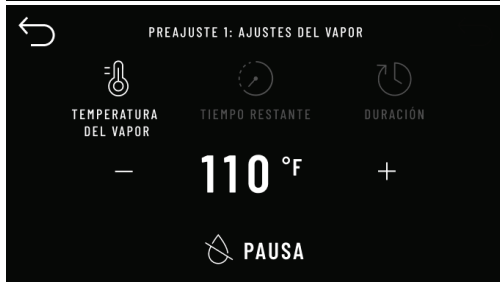 PREAJUSTE 1: AJUSTES DEL VAPOR
TEMPERATURA
DEL VAPOR
TIEMPO RESTANTE
DURACIÓN
− 110 °F +
PAUSA